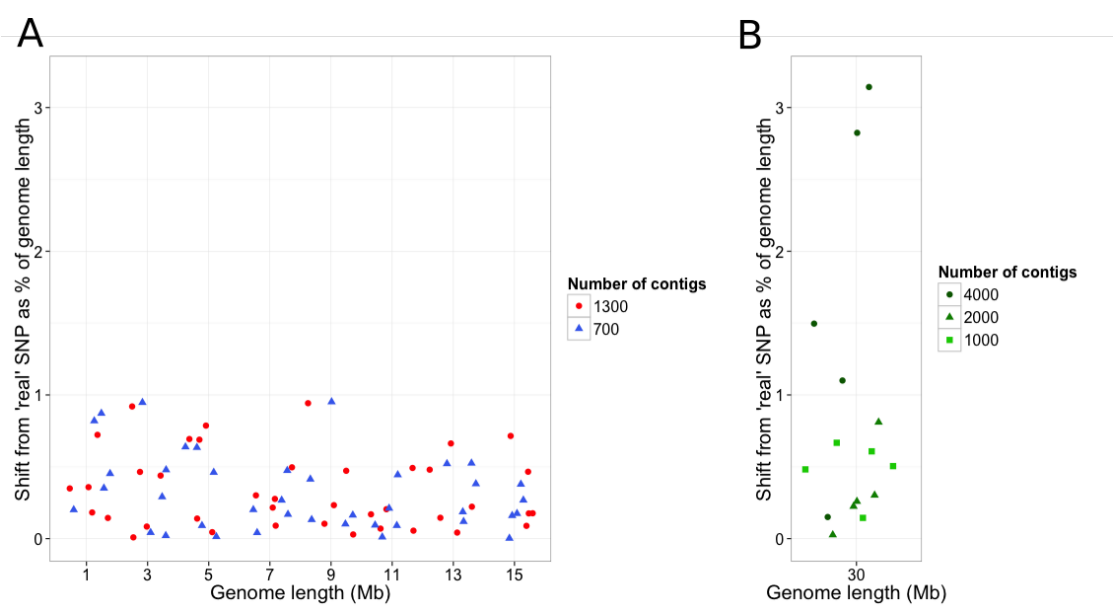 A
Shift from 'real' SNP as % of genome length
3
2
1
0
1 3 5 7 9 11 13 15
Genome length (Mb)
Number of contigs
1300
700
B
Shift from 'real' SNP as % of genome length
3
2
1
0
30
Genome length (Mb)
Number of contigs
4000
2000
1000